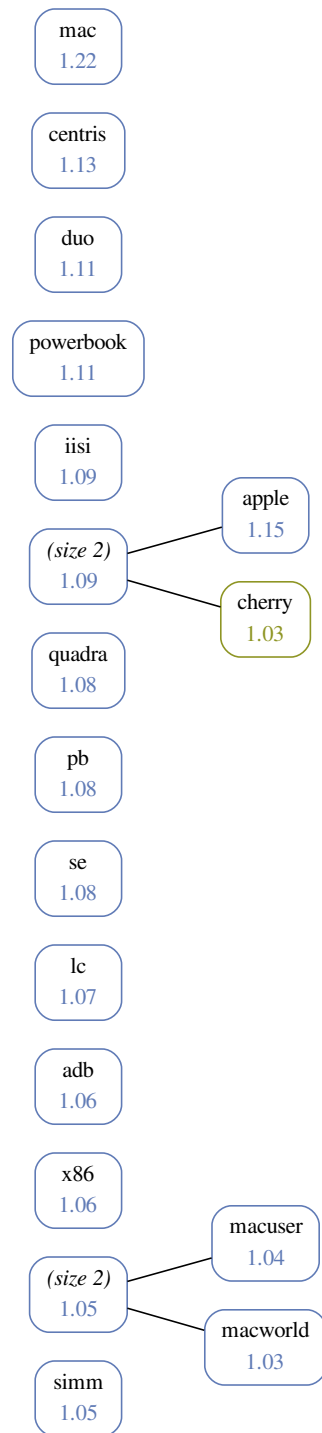 mac
1.22
centris
1.13
duo
1.11
powerbook
1.11
iisi
1.09
(size 2)
1.09
apple
1.15
cherry
1.03
quadra
1.08
pb
1.08
se
1.08
lc
1.07
adb
1.06
x86
1.06
(size 2)
1.05
macuser
1.04
macworld
1.03
simm
1.05